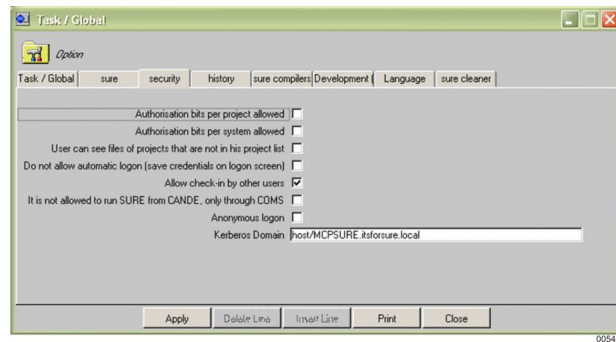 Task / Global
Option
Task / Global sure security history sure compilers Development Language sure cleaner
Authorisation bits per project allowed
Authorisation bits per system allowed
User can see files of projects that are not in his project list
Do not allow automatic logon (save credentials on logon screen)
Allow check-in by other users
It is not allowed to run SURE from CANDE, only through COMS
Anonymous logon
Kerberos Domain host/MCPSURE.itsforsure.local
Apply Delete Line Insert Line Print Close
0054